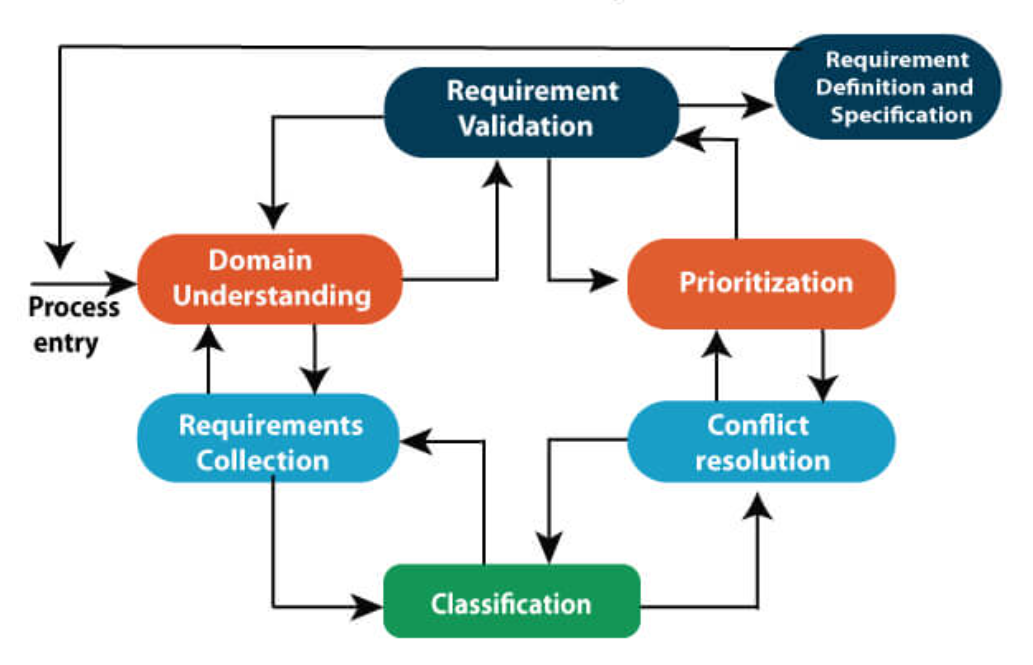 Requirement
Definition and
Specification
Requirement
Validation
Domain
Understanding
Prioritization
Process
entry
Requirements
Collection
Conflict
resolution
Classification